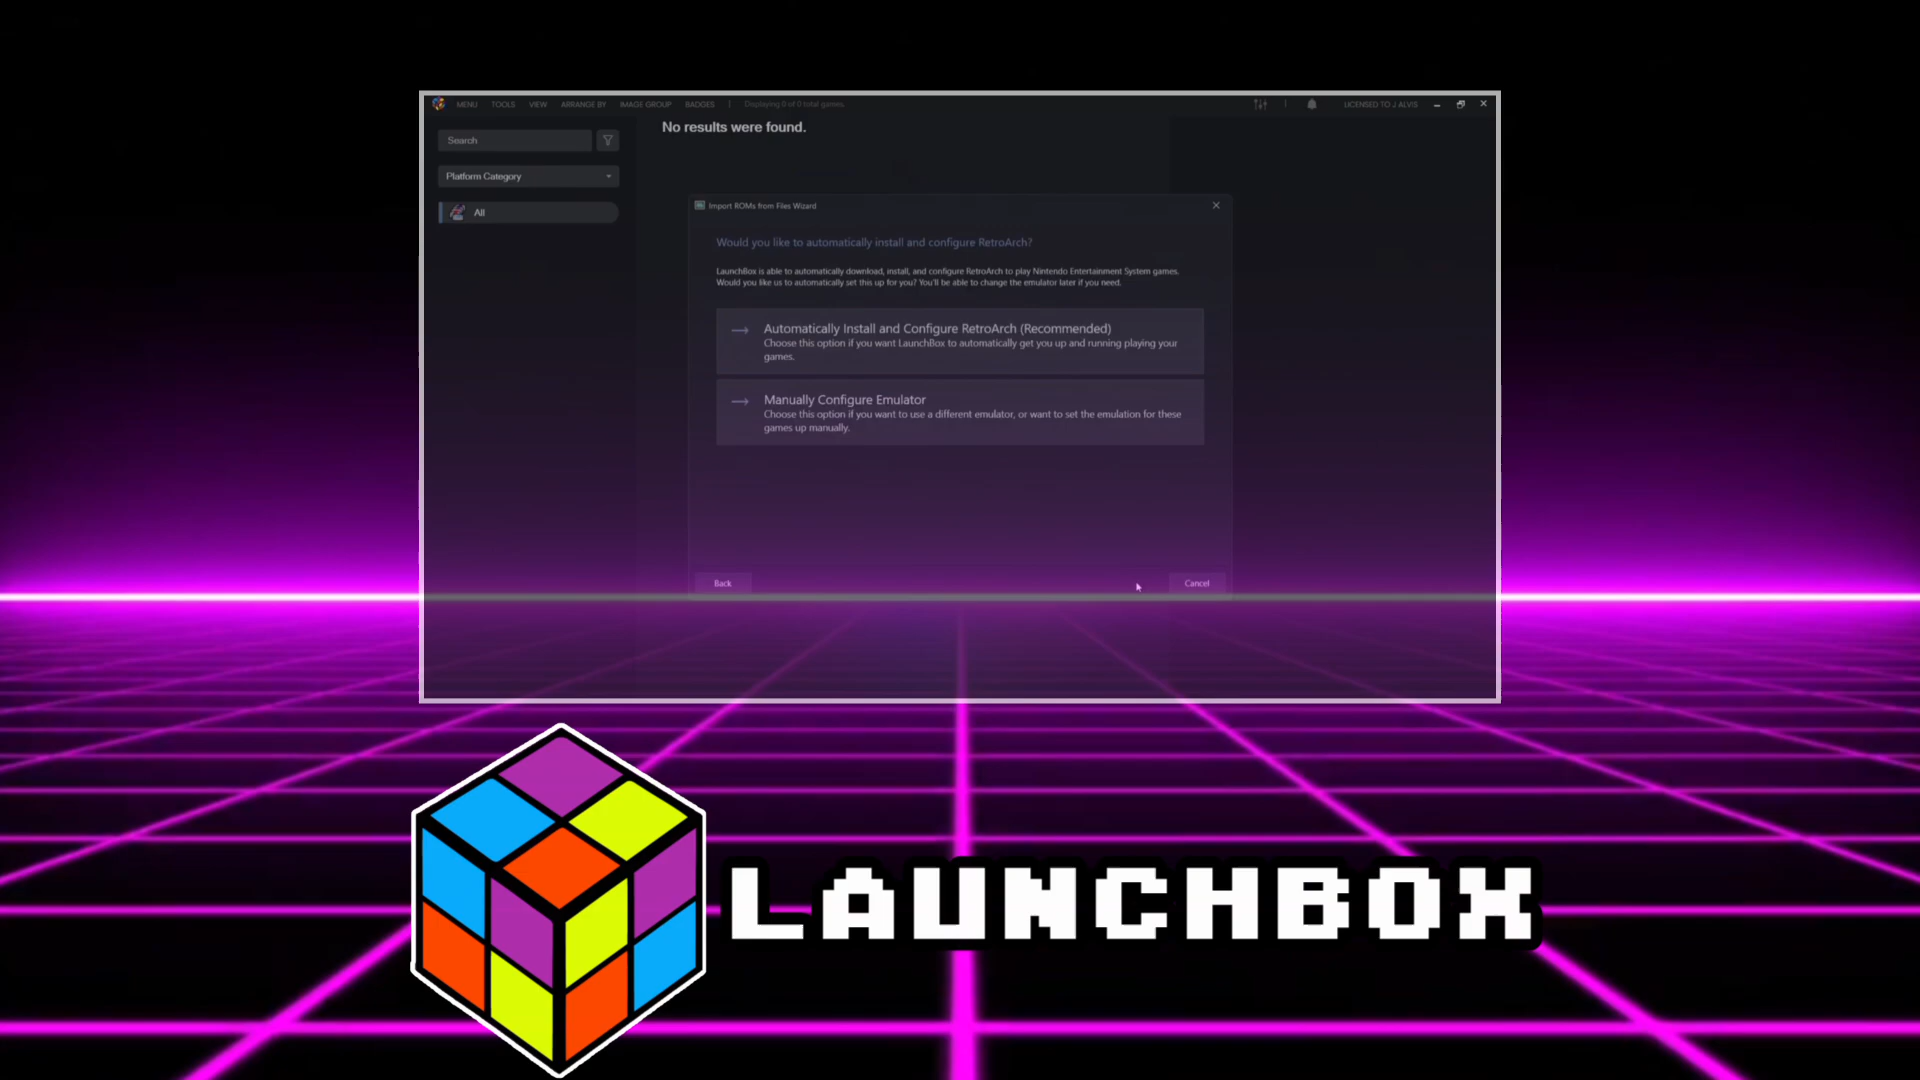 MENU TOOLS VIEW ARRANGE BY IMAGE GROUP BADGES Displaying 0 of 0 total games. LICENSED TO J ALVIS
Search
No results were found.
Platform Category
All
Import ROMs from Files Wizard
Would you like to automatically install and configure RetroArch?
LaunchBox is able to automatically download, install, and configure RetroArch to play Nintendo Entertainment System games.
Would you like us to automatically set this up for you? You'll be able to change the emulator later if you need.
Automatically Install and Configure RetroArch (Recommended)
Choose this option if you want LaunchBox to automatically get you up and running playing your
games.
Manually Configure Emulator
Choose this option if you want to use a different emulator, or want to set the emulation for these
games up manually.
Back Cancel
LAUNCHBOX